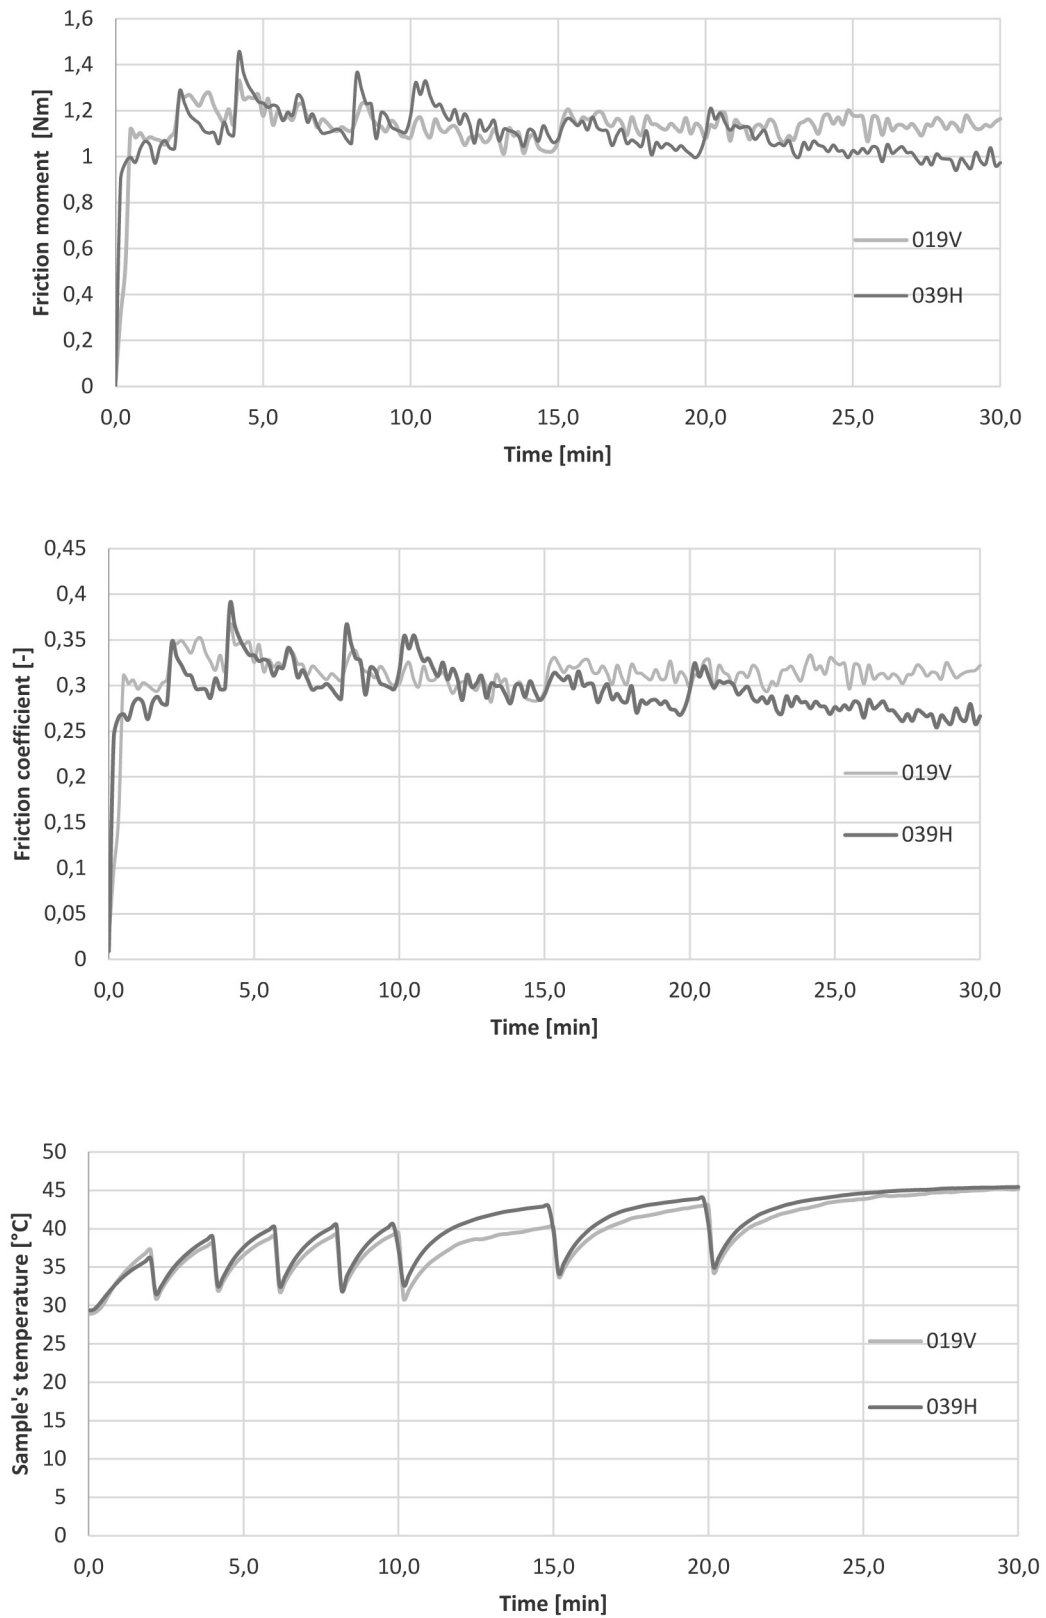 1,6
1,4
1,2
1
0,8
0,6
0,4
0,2
0
Friction moment [Nm]
019V
039H
0,0 5,0 10,0 15,0 20,0 25,0 30,0
Time [min]
0,45
0,4
0,35
0,3
0,25
0,2
0,15
0,1
0,05
0
Friction coefficient [-]
019V
039H
0,0 5,0 10,0 15,0 20,0 25,0 30,0
Time [min]
50
45
40
35
30
25
20
15
10
5
0
Sample's temperature [°C]
019V
039H
0,0 5,0 10,0 15,0 20,0 25,0 30,0
Time [min]